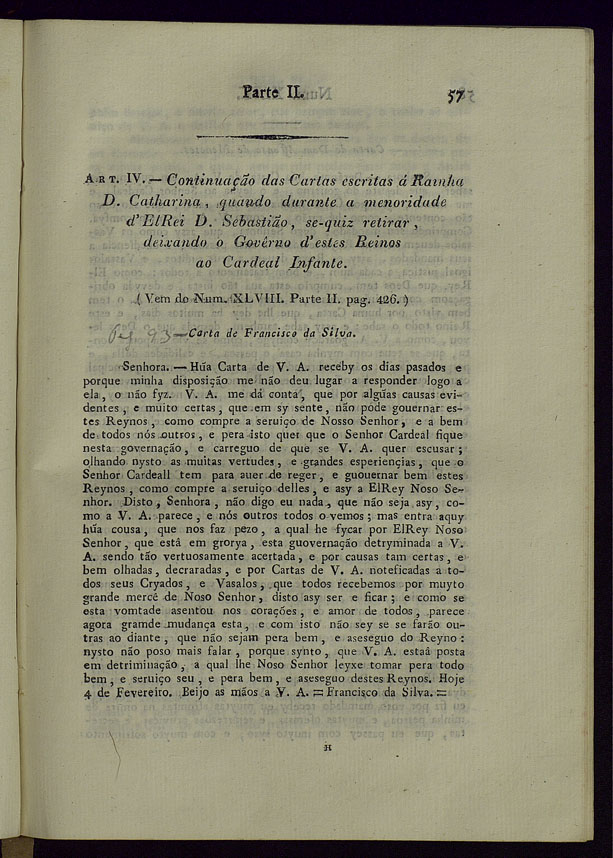 Parte II. 57
ART. IV. — Continuação das Cartas escritas á Rainha
D. Catharina, quando durante a menoridade
d'ElRei D. Sebastião, se-quiz retirar,
deixando o Govêrno d'estes Reinos
ao Cardeal Infante.
(Vem do Num. XLVIII. Parte II. pag. 426.)
93 — Carta de Francisco da Silva.
Senhora. — Hũa Carta de V. A. receby os dias pasados e
porque minha disposição me não deu lugar a responder logo a
ela, o não fyz. V. A. me dá conta, que por algũas causas evi-
dentes, e muito certas, que em sy sente, não póde gouernar es-
tes Reynos, como compre a seruiço de Nosso Senhor, e a bem
de todos nós outros, e pera isto quer que o Senhor Cardeal fique
nesta governação, e carreguo de que se V. A. quer escusar;
olhando nysto as muitas vertudes, e grandes esperiençias, que o
Senhor Cardeall tem para auer de reger, e guouernar bem estes
Reynos, como compre a seruiço delles, e asy a ElRey Noso Se-
nhor. Disto, Senhora, não digo eu nada, que não seja asy, co-
mo a V. A. parece, e nós outros todos o vemos; mas entra aquy
hũa cousa, que nos faz pezo, a qual he fycar por ElRey Noso
Senhor, que está em grorya, esta guovernação detryminada a V.
A. sendo tão vertuosamente acertada, e por causas tam certas, e
bem olhadas, decraradas, e por Cartas de V. A. noteficadas a to-
dos seus Cryados, e Vasalos, que todos recebemos por muyto
grande mercê de Noso Senhor, disto asy ser e ficar; e como se
esta vomtade asentou nos corações, e amor de todos, parece
agora gramde mudança esta, e com isto não sey se se farão ou-
tras ao diante, que não sejam pera bem, e aseseguo do Reyno:
nysto não poso mais falar, porque synto, que V. A. estaá posta
em detriminação, a qual lhe Noso Senhor leyxe tomar pera todo
bem, e seruiço seu, e pera bem, e aseseguo destes Reynos. Hoje
4 de Fevereiro. Beijo as mãos a V. A. = Francisco da Silva. =
H